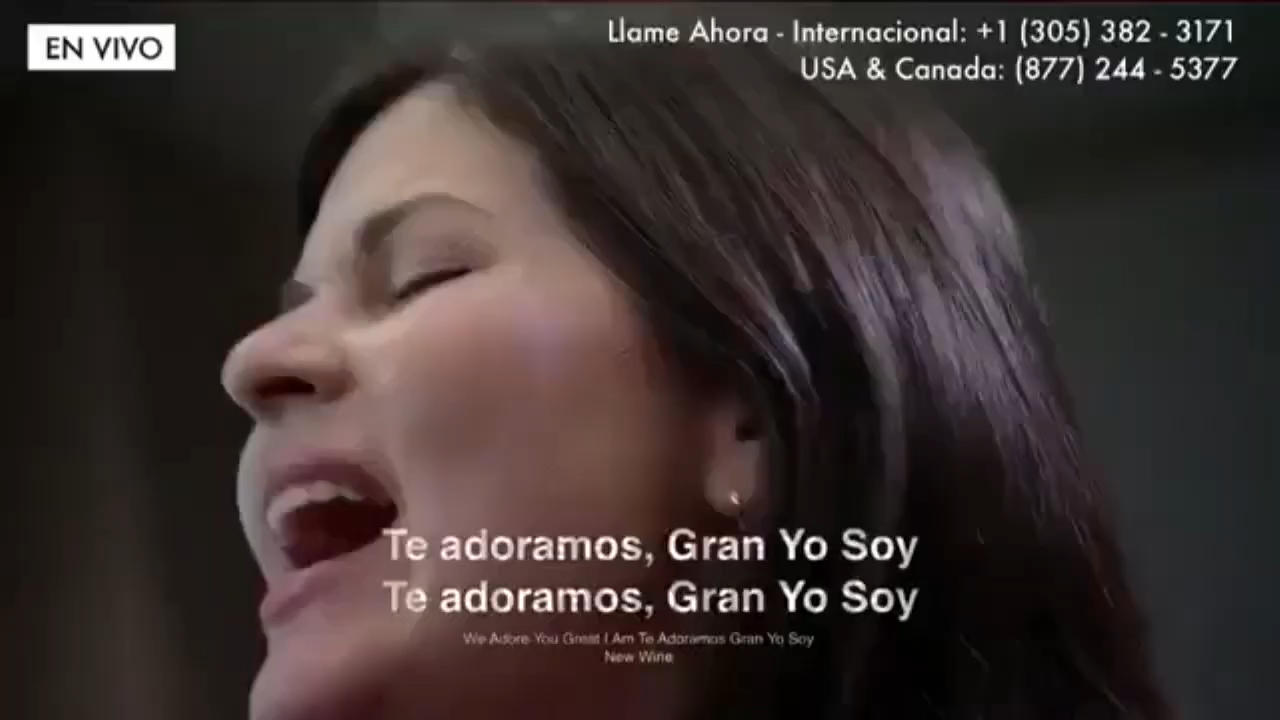 EN VIVO
Llame Ahora - Internacional: +1 (305) 382 - 3171
USA & Canada: (877) 244 - 5377
Te adoramos, Gran Yo Soy
Te adoramos, Gran Yo Soy
We Adore You Great I Am Te Adoramos Gran Yo Soy
New Wine